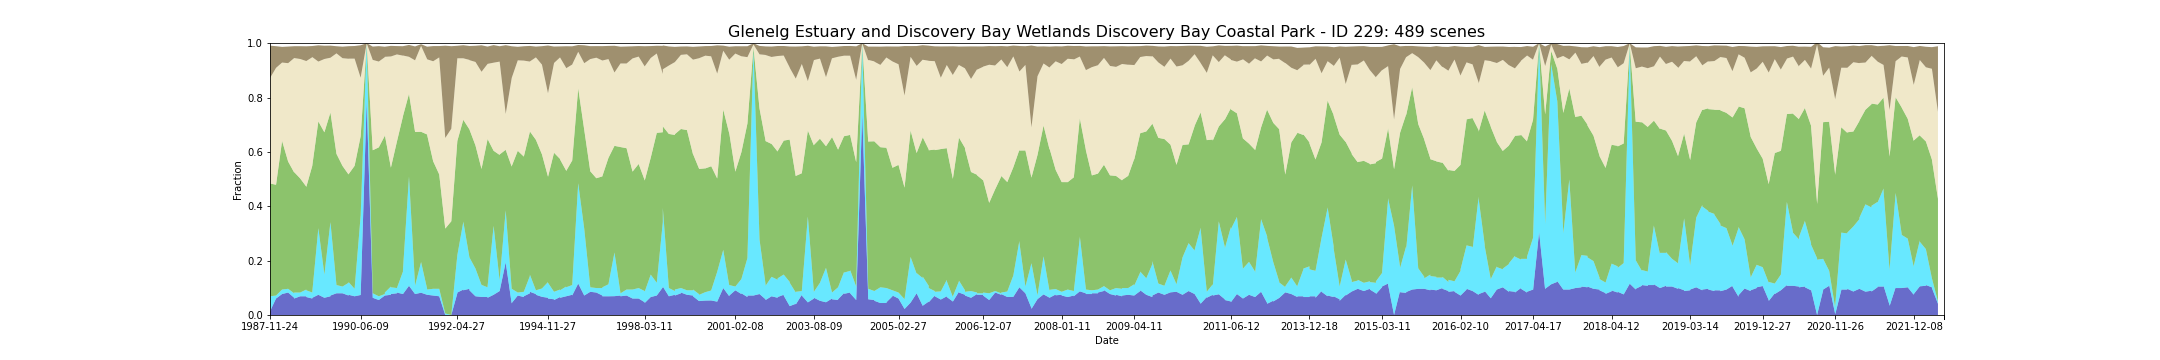 Glenelg Estuary and Discovery Bay Wetlands Discovery Bay Coastal Park - ID 229: 489 scenes
1.0
0.8
0.6
0.4
0.2
0.0
Fraction
1987-11-24 1990-06-09 1992-04-27 1994-11-27 1998-03-11 2001-02-08 2003-08-09 2005-02-27 2006-12-07 2008-01-11 2009-04-11 2011-06-12 2013-12-18 2015-03-11 2016-02-10 2017-04-17 2018-04-12 2019-03-14 2019-12-27 2020-11-26 2021-12-08
Date